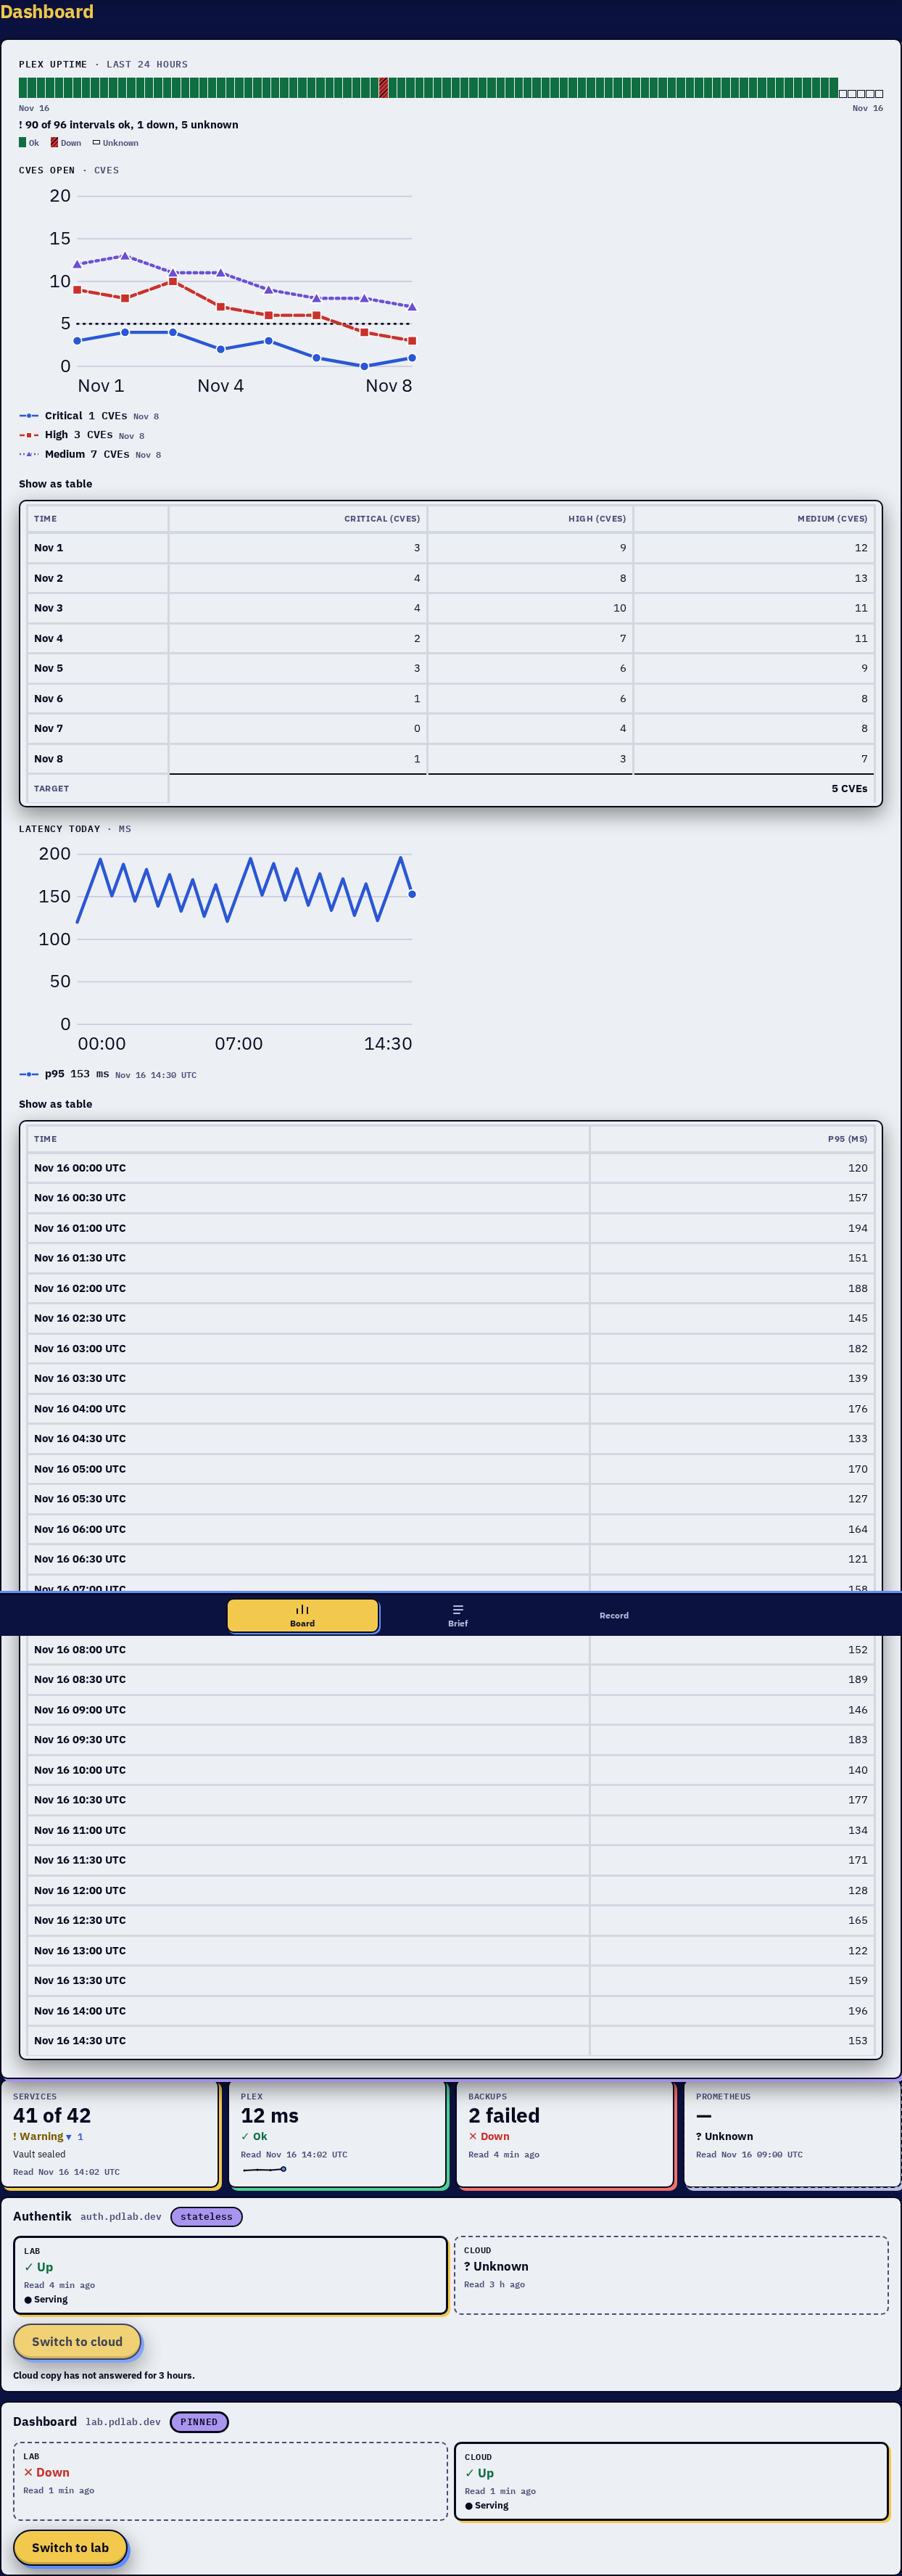 Dashboard
PLEX UPTIME · LAST 24 HOURS
Nov 16 Nov 16
! 90 of 96 intervals ok, 1 down, 5 unknown
Ok Down Unknown
CVES OPEN · CVES
20
15
10
5
0
Nov 1 Nov 4 Nov 8
Critical 1 CVEs Nov 8
High 3 CVEs Nov 8
Medium 7 CVEs Nov 8
Show as table
TIME CRITICAL (CVES) HIGH (CVES) MEDIUM (CVES)
Nov 1 3 9 12
Nov 2 4 8 13
Nov 3 4 10 11
Nov 4 2 7 11
Nov 5 3 6 9
Nov 6 1 6 8
Nov 7 0 4 8
Nov 8 1 3 7
TARGET 5 CVEs
LATENCY TODAY · MS
200
150
100
50
0
00:00 07:00 14:30
p95 153 ms Nov 16 14:30 UTC
Show as table
TIME P95 (MS)
Nov 16 00:00 UTC 120
Nov 16 00:30 UTC 157
Nov 16 01:00 UTC 194
Nov 16 01:30 UTC 151
Nov 16 02:00 UTC 188
Nov 16 02:30 UTC 145
Nov 16 03:00 UTC 182
Nov 16 03:30 UTC 139
Nov 16 04:00 UTC 176
Nov 16 04:30 UTC 133
Nov 16 05:00 UTC 170
Nov 16 05:30 UTC 127
Nov 16 06:00 UTC 164
Nov 16 06:30 UTC 121
Nov 16 07:00 UTC 158
Board Brief Record
Nov 16 08:00 UTC 152
Nov 16 08:30 UTC 189
Nov 16 09:00 UTC 146
Nov 16 09:30 UTC 183
Nov 16 10:00 UTC 140
Nov 16 10:30 UTC 177
Nov 16 11:00 UTC 134
Nov 16 11:30 UTC 171
Nov 16 12:00 UTC 128
Nov 16 12:30 UTC 165
Nov 16 13:00 UTC 122
Nov 16 13:30 UTC 159
Nov 16 14:00 UTC 196
Nov 16 14:30 UTC 153
SERVICES
41 of 42
! Warning ▼ 1
Vault sealed
Read Nov 16 14:02 UTC
PLEX
12 ms
✓ Ok
Read Nov 16 14:02 UTC
BACKUPS
2 failed
✕ Down
Read 4 min ago
PROMETHEUS
—
? Unknown
Read Nov 16 09:00 UTC
Authentik auth.pdlab.dev stateless
LAB
✓ Up
Read 4 min ago
● Serving
CLOUD
? Unknown
Read 3 h ago
Switch to cloud
Cloud copy has not answered for 3 hours.
Dashboard lab.pdlab.dev PINNED
LAB
✕ Down
Read 1 min ago
CLOUD
✓ Up
Read 1 min ago
● Serving
Switch to lab